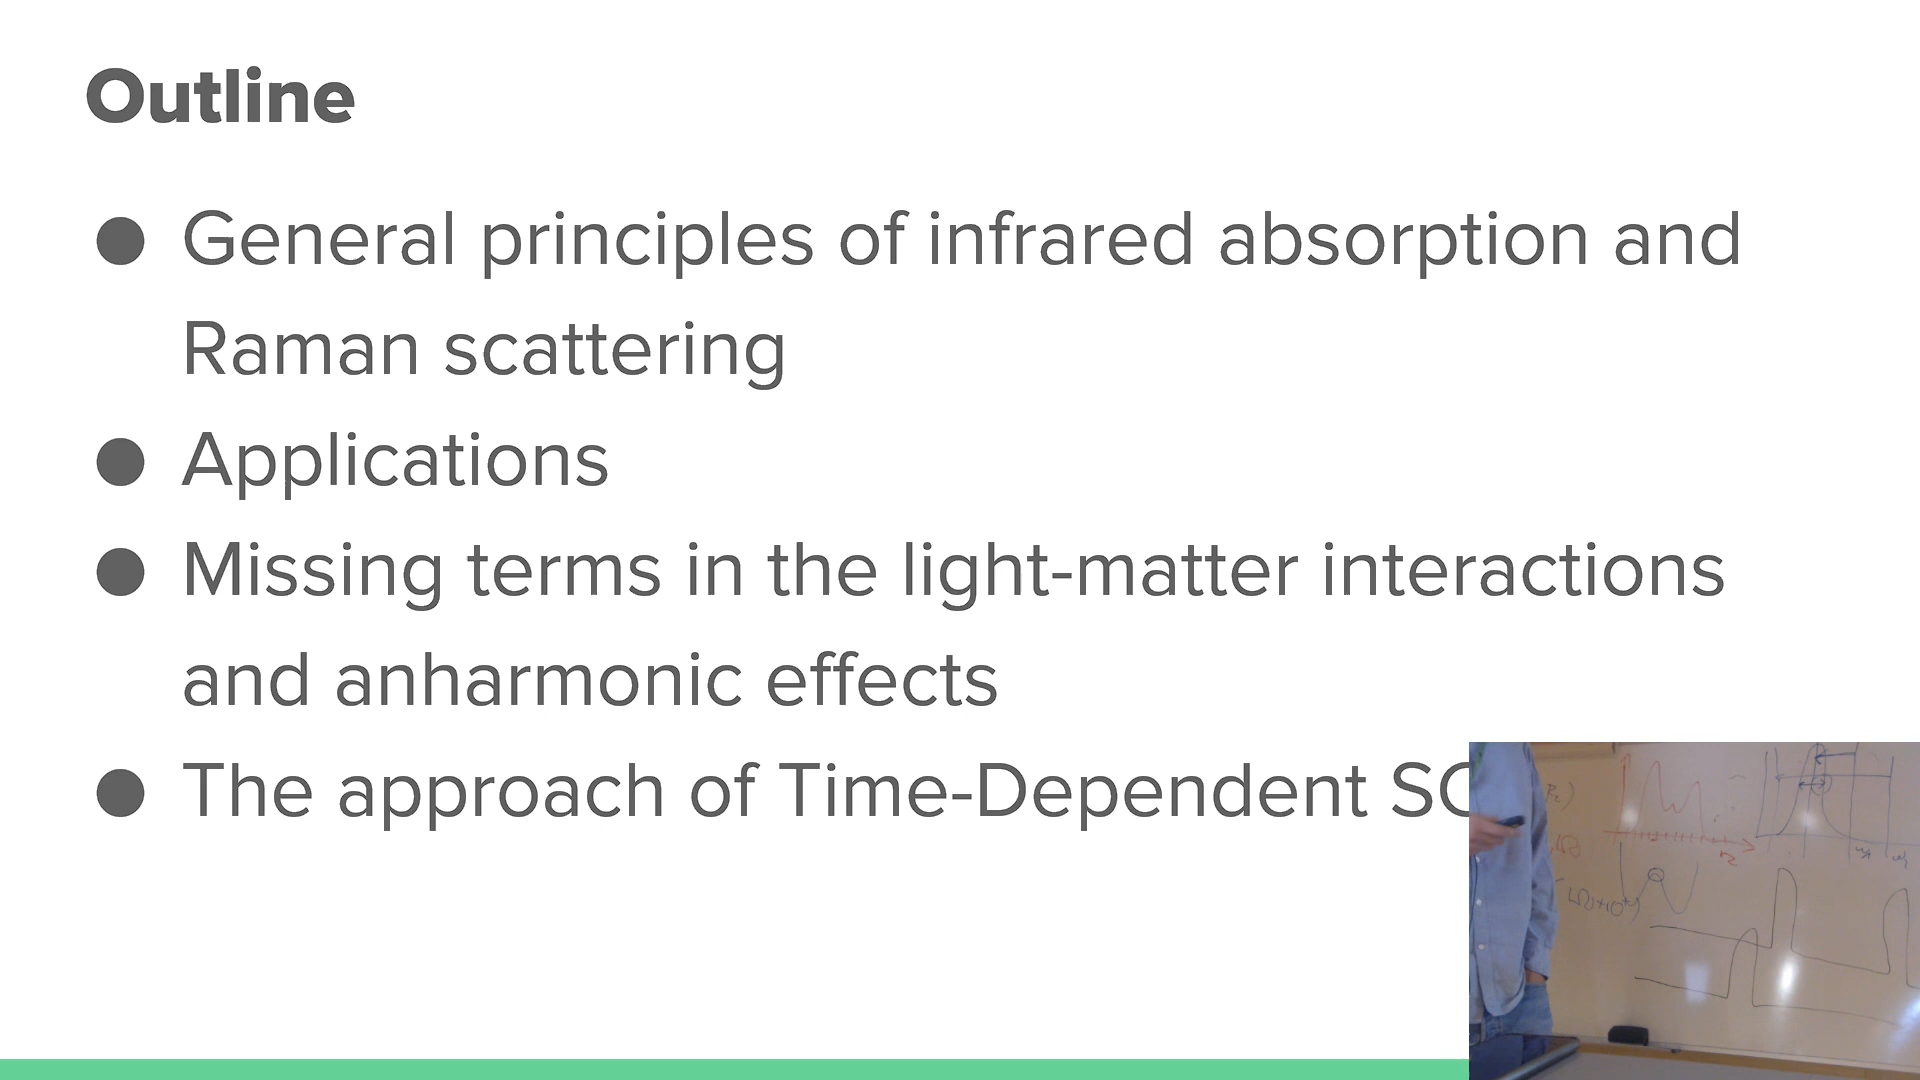 Outline
● General principles of infrared absorption and
Raman scattering
● Applications
● Missing terms in the light-matter interactions
and anharmonic effects
● The approach of Time-Dependent